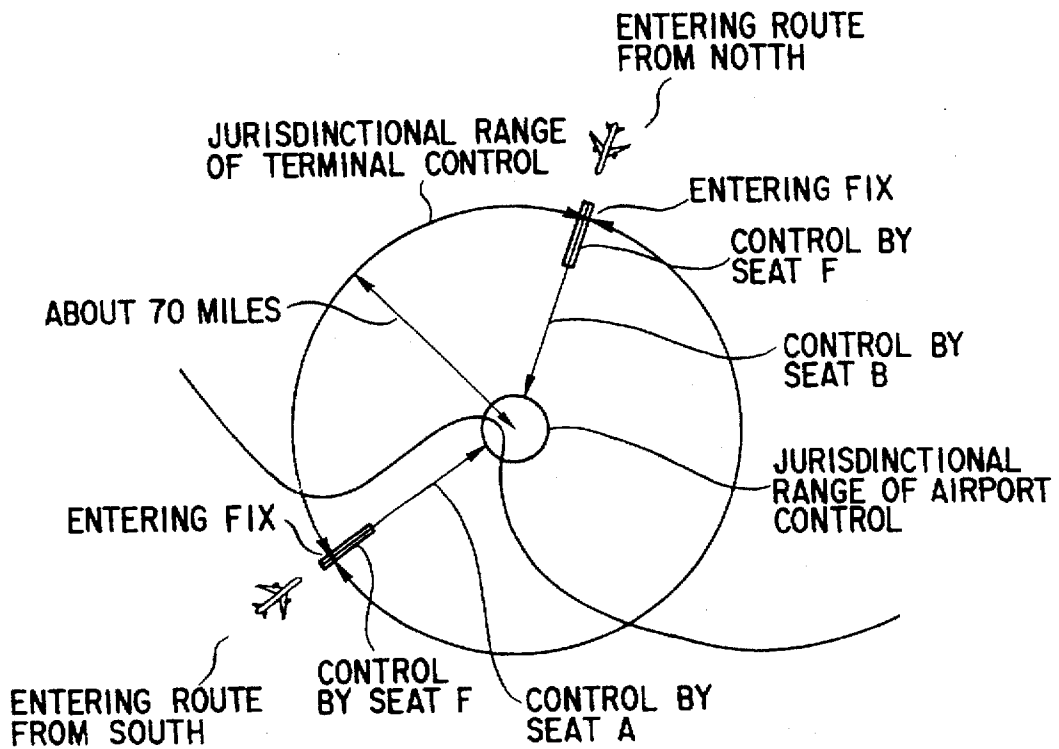 ENTERING ROUTE
FROM NOTTH
JURISDINCTIONAL RANGE
OF TERMINAL CONTROL
ENTERING FIX
CONTROL BY
SEAT F
ABOUT 70 MILES
CONTROL BY
SEAT B
JURISDINCTIONAL
RANGE OF AIRPORT
CONTROL
ENTERING FIX
CONTROL
BY SEAT F
ENTERING ROUTE
FROM SOUTH
CONTROL BY
SEAT A